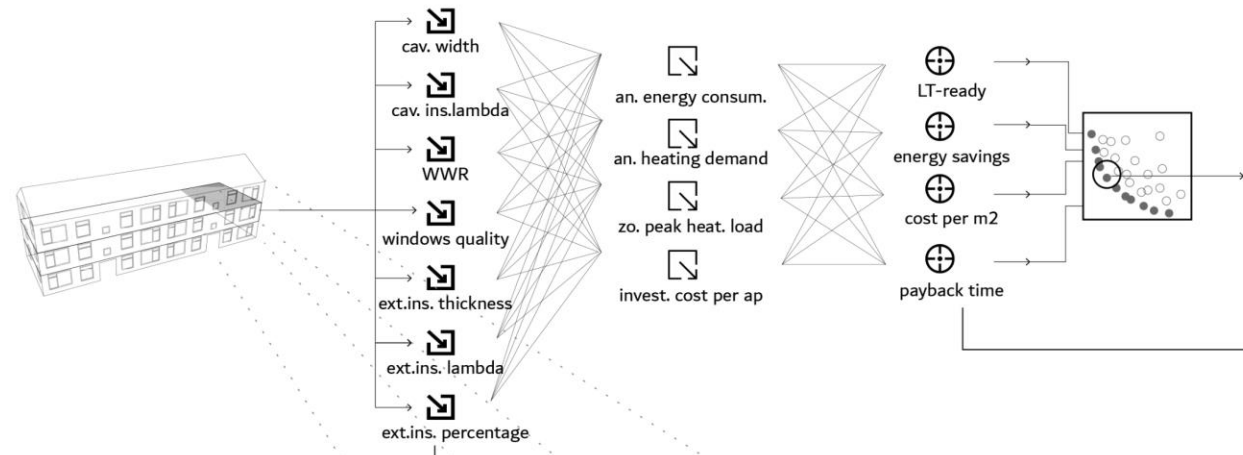 cav. width
cav. ins.lambda
WWR
windows quality
ext.ins. thickness
ext.ins. lambda
ext.ins. percentage
an. energy consum.
an. heating demand
zo. peak heat. load
invest. cost per ap
LT-ready
energy savings
cost per m2
payback time